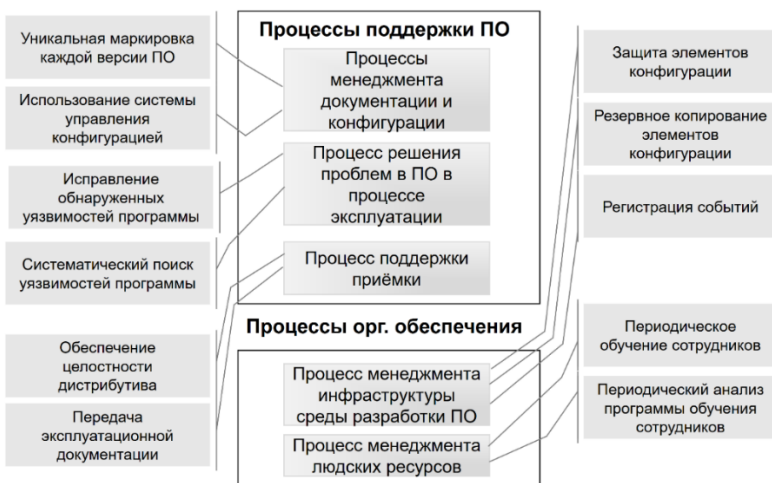 Уникальная маркировка
каждой версии ПО
Использование системы
управления
конфигурацией
Исправление
обнаруженных
уязвимостей программы
Систематический поиск
уязвимостей программы
Обеспечение
целостности
дистрибутива
Передача
эксплуатационной
документации
Процессы поддержки ПО
Процессы
менеджмента
документации и
конфигурации
Процесс решения
проблем в ПО в
процессе
эксплуатации
Процесс поддержки
приёмки
Процессы орг. обеспечения
Процесс менеджмента
инфраструктуры
среды разработки ПО
Процесс менеджмента
людских ресурсов
Защита элементов
конфигурации
Резервное копирование
элементов
конфигурации
Регистрация событий
Периодическое
обучение сотрудников
Периодический анализ
программы обучения
сотрудников